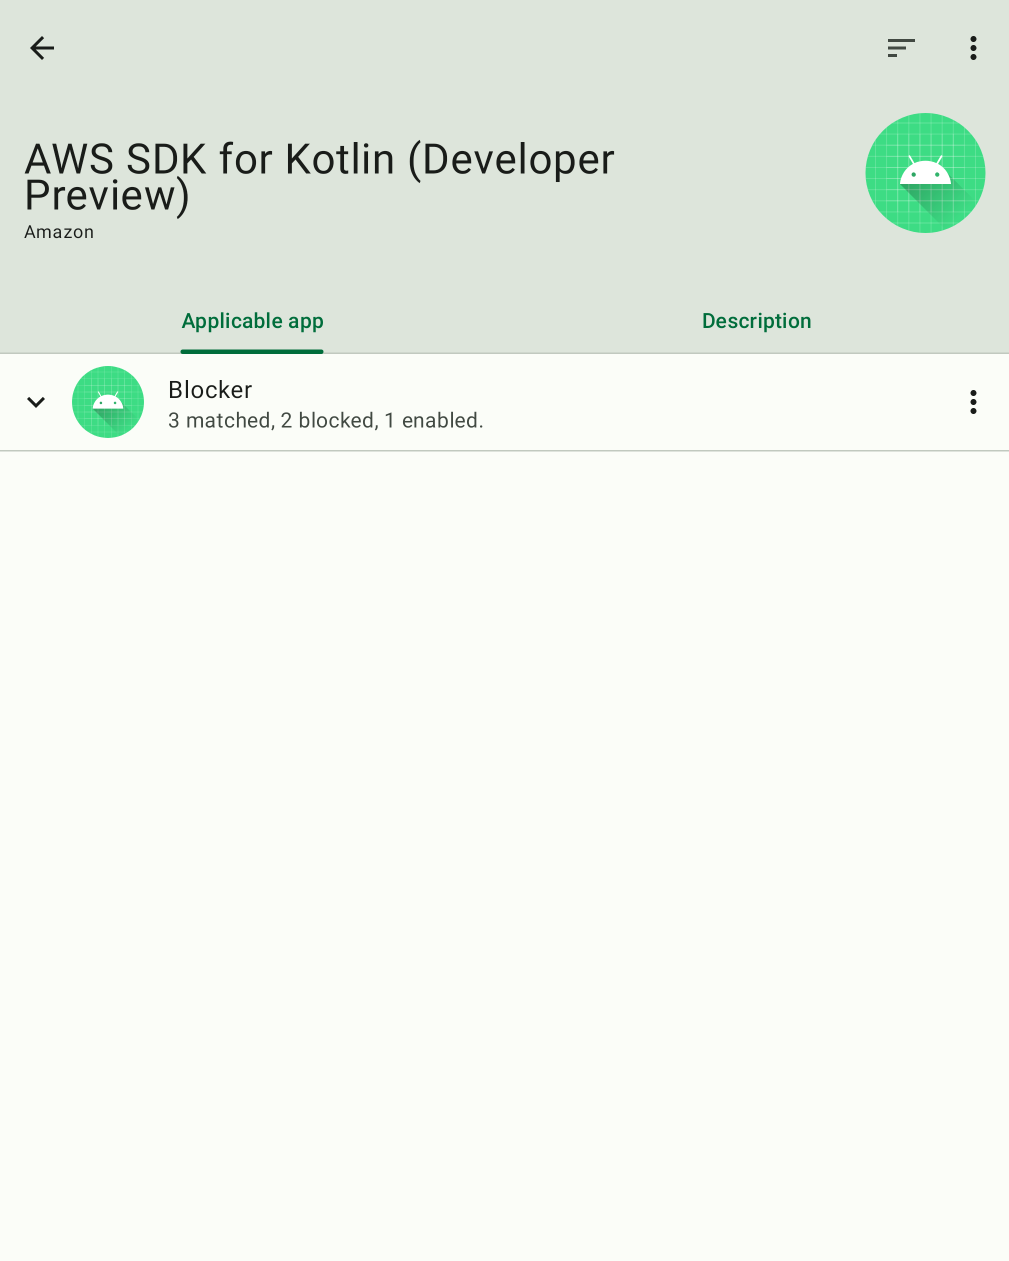 AWS SDK for Kotlin (Developer
Preview)
Amazon
Applicable app
Description
Blocker
3 matched, 2 blocked, 1 enabled.